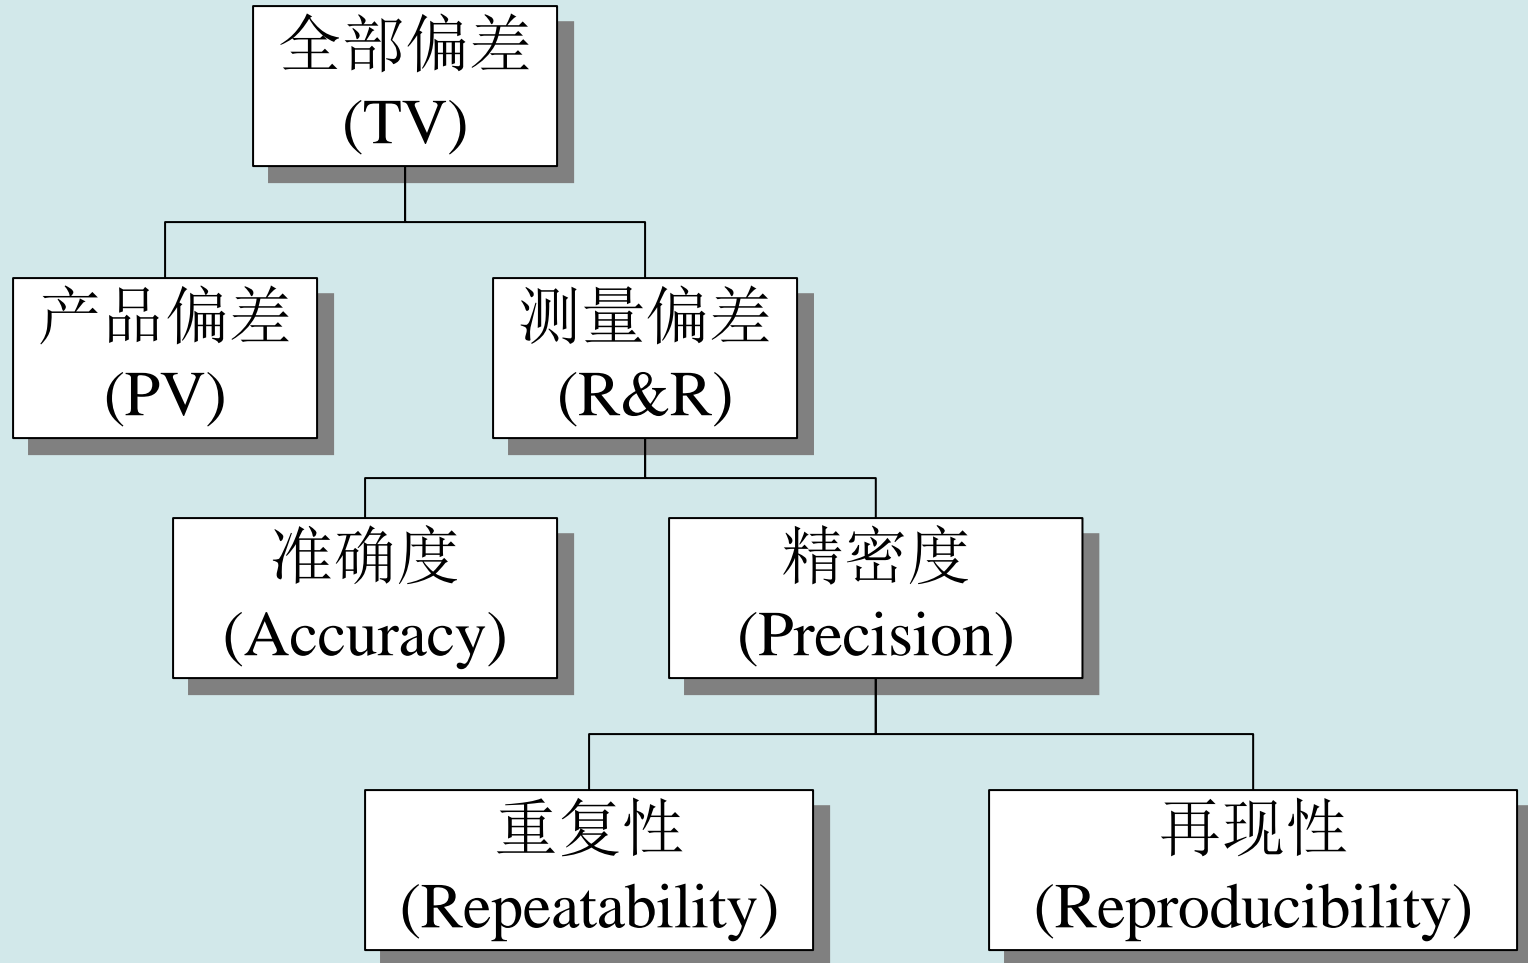 全部偏差
(TV)
产品偏差
(PV)
测量偏差
(R&R)
准确度
(Accuracy)
精密度
(Precision)
重复性
(Repeatability)
再现性
(Reproducibility)